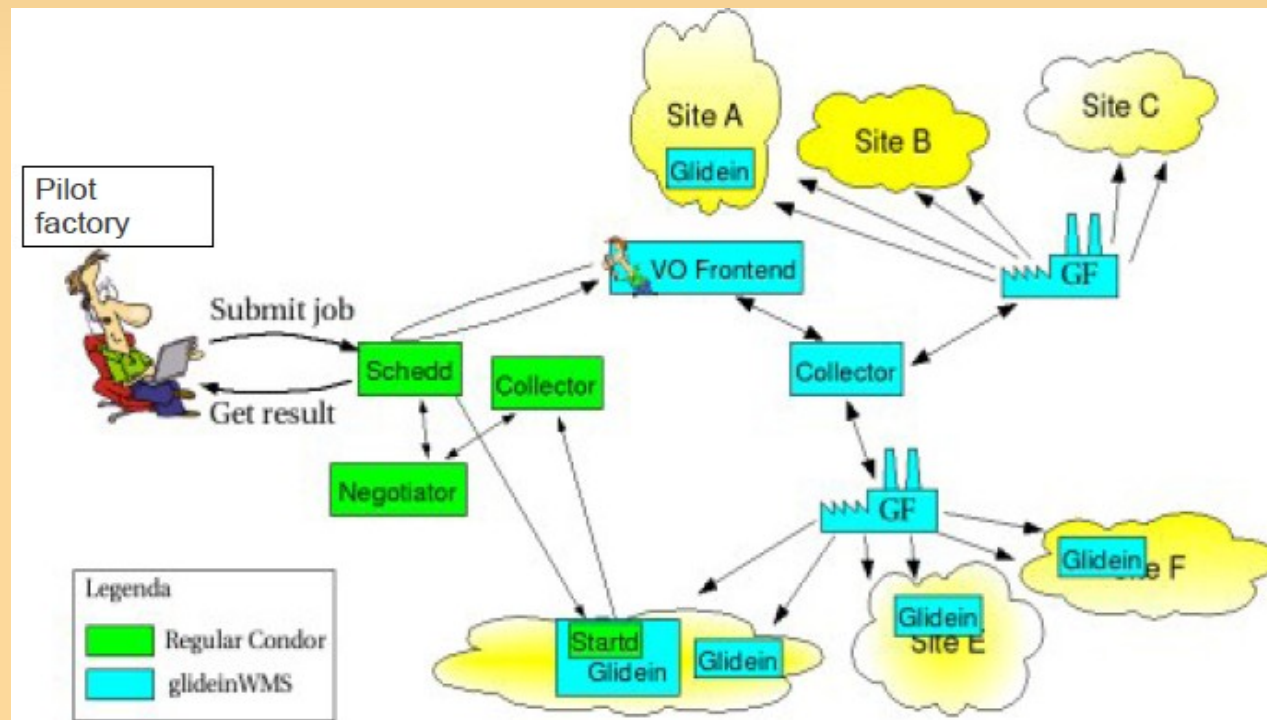 Site A
Site B
Site C
Glidein
Pilot
factory
VO Frontend
GF
Submit job
Schedd
Collector
Collector
Get result
Negotiator
GF
Glidein
Site F
Glidein
Site E
Legenda
Regular Condor
glideinWMS
Startd
Glidein
Glidein